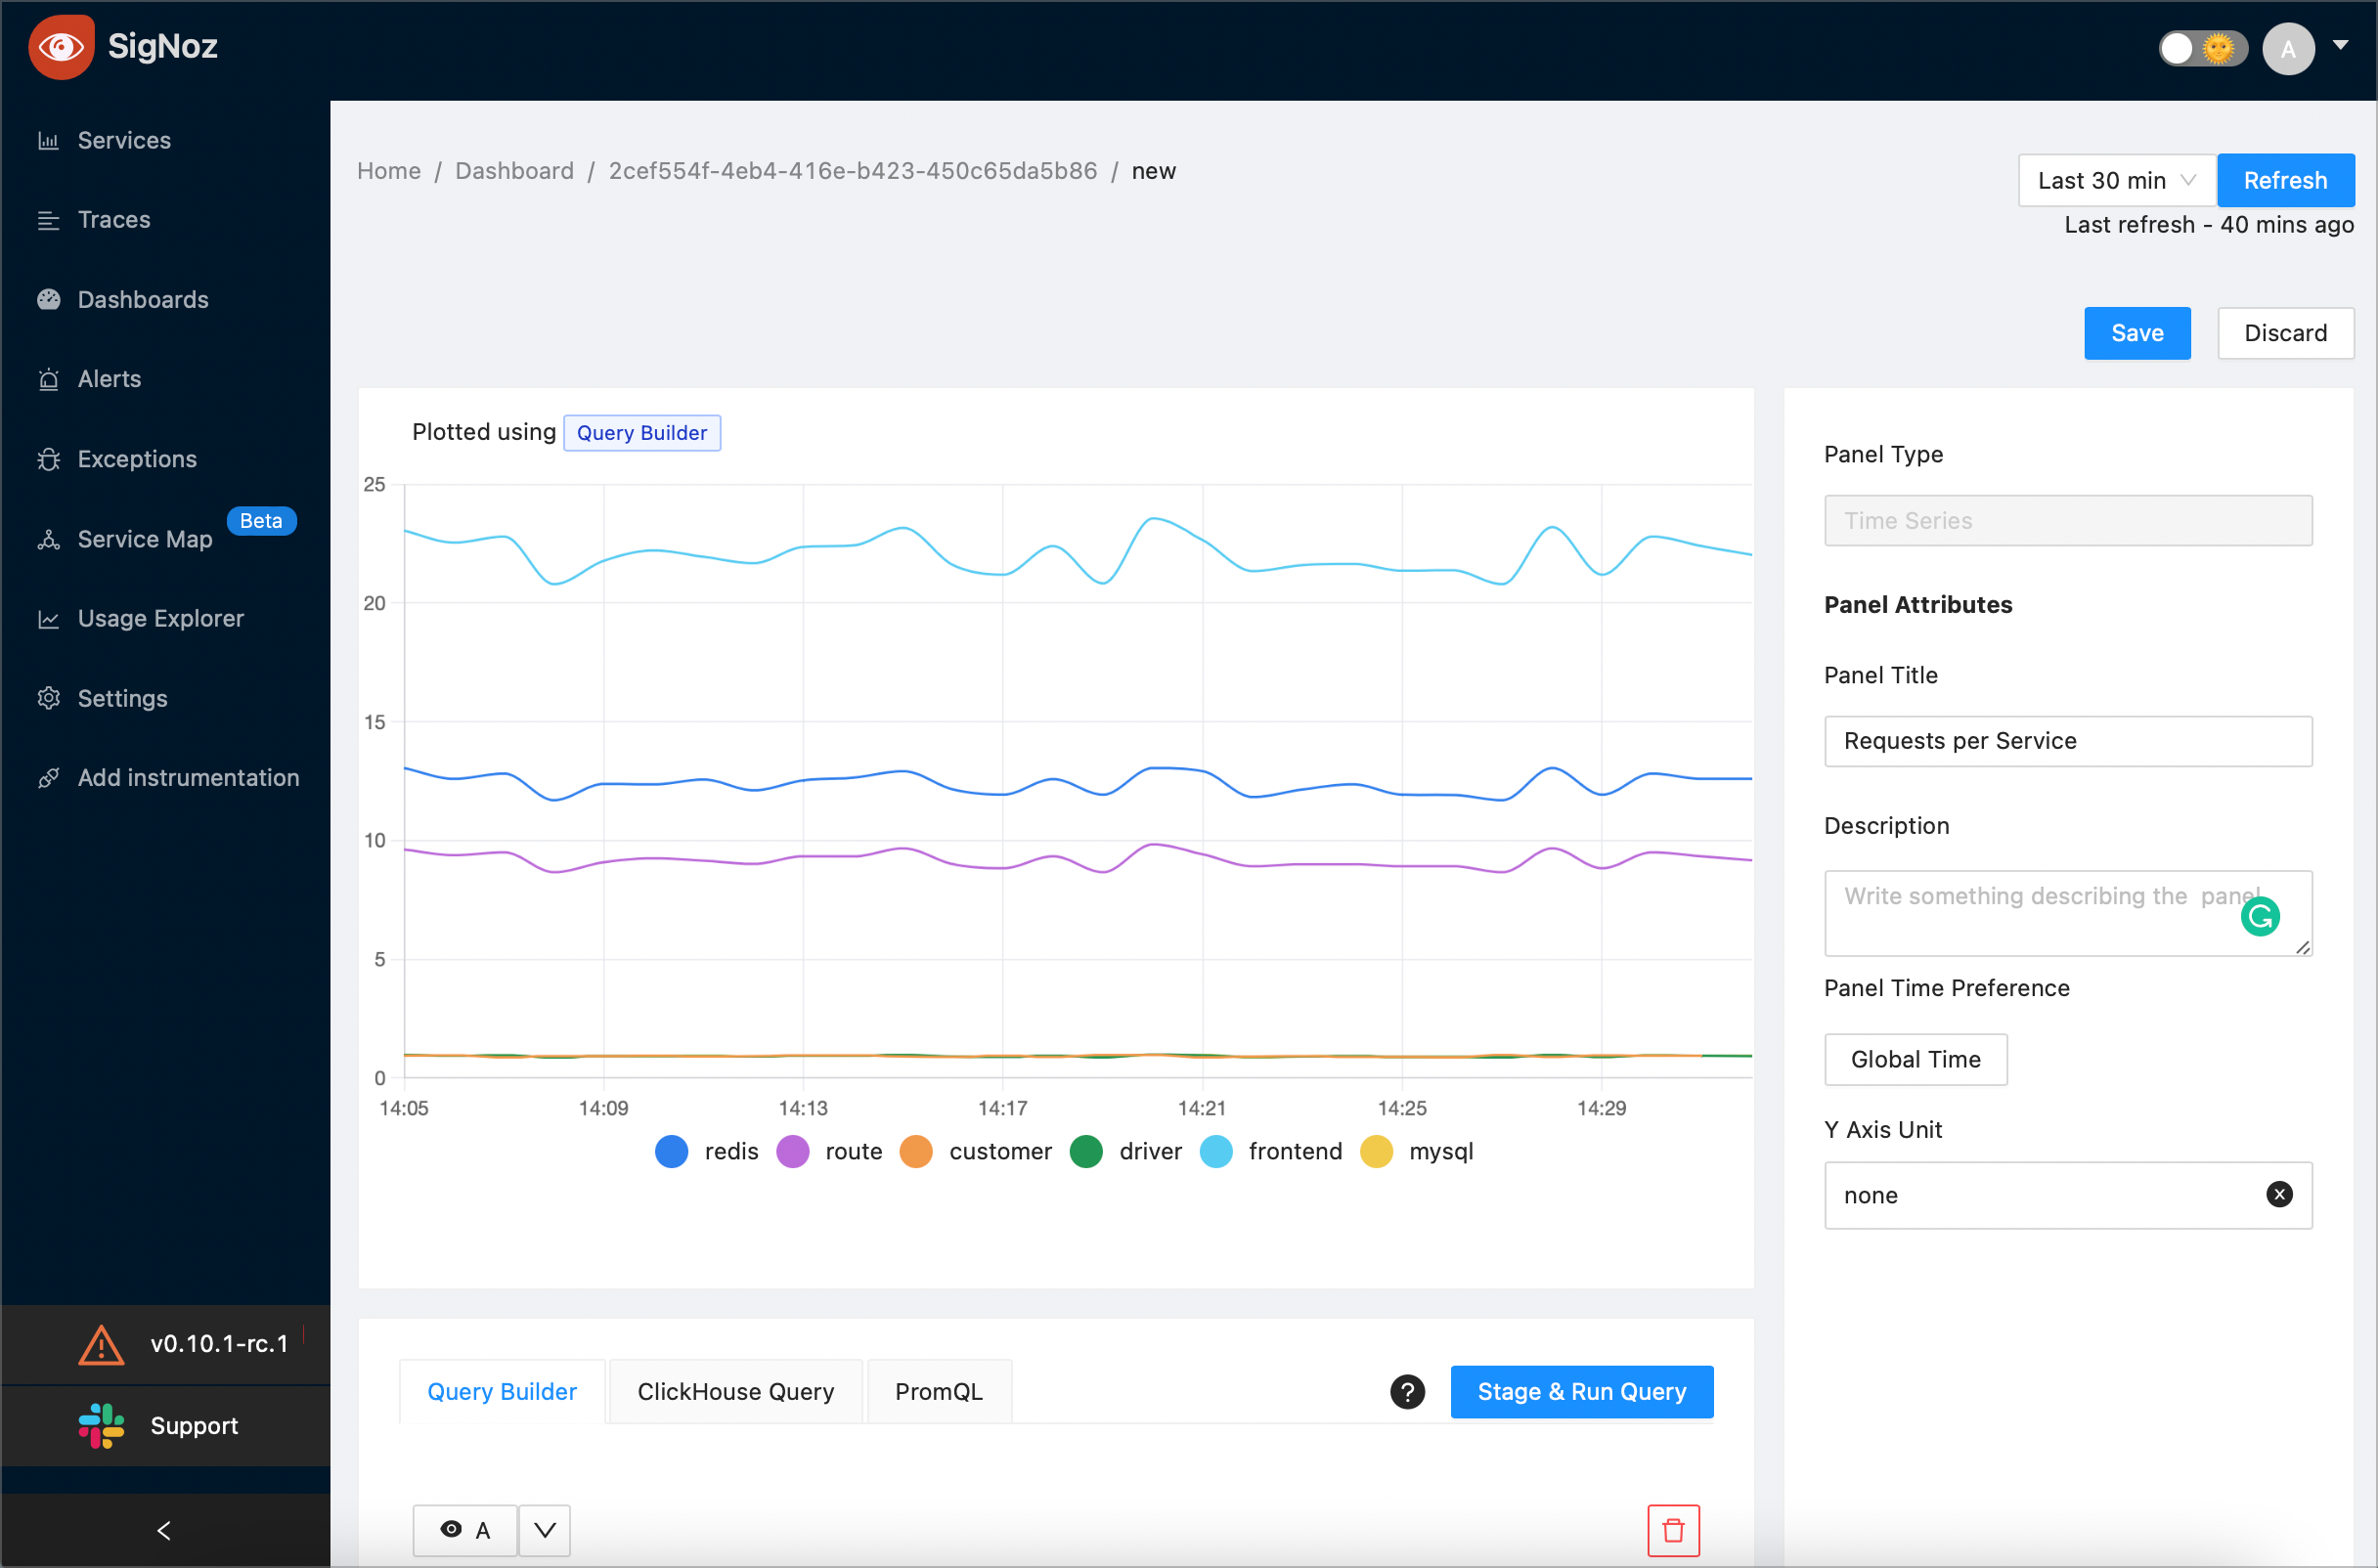 SigNoz
A
Services
Traces
Dashboards
Alerts
Exceptions
Service Map
Beta
Usage Explorer
Settings
Add instrumentation
v0.10.1-rc.1
Support
Home / Dashboard / 2cef554f-4eb4-416e-b423-450c65da5b86 / new
Last 30 min
Refresh
Last refresh - 40 mins ago
Save
Discard
Plotted using Query Builder
25
20
15
10
5
0
14:05 14:09 14:13 14:17 14:21 14:25 14:29
redis route customer driver frontend mysql
Panel Type
Time Series
Panel Attributes
Panel Title
Requests per Service
Description
Write something describing the panel
Panel Time Preference
Global Time
Y Axis Unit
none
Query Builder
ClickHouse Query
PromQL
?
Stage & Run Query
A